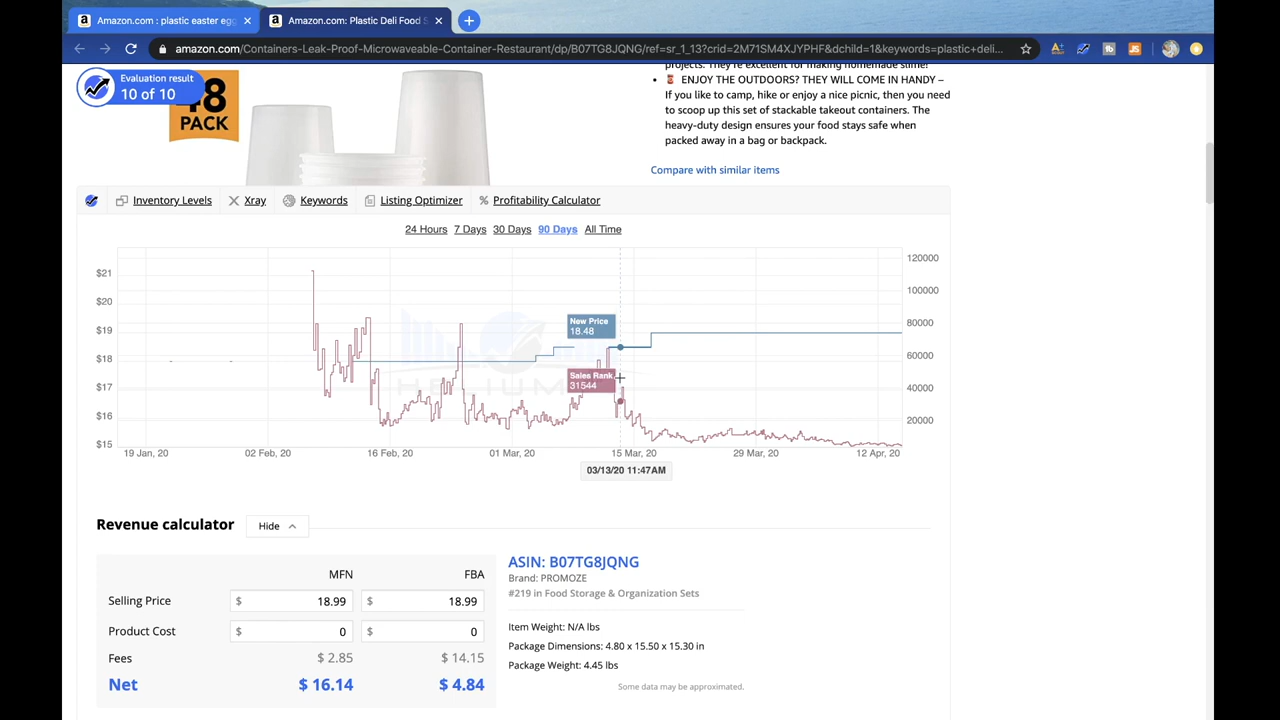 Amazon.com : plastic easter egg
Amazon.com: Plastic Deli Food S
amazon.com/Containers-Leak-Proof-Microwaveable-Container-Restaurant/dp/B07TG8JQNG/ref=sr_1_13?crid=2M71SM4XJYPHF&dchild=1&keywords=plastic+deli...
projects. They're excellent for making homemade slime!
Evaluation result
10 of 10
48
PACK
• ENJOY THE OUTDOORS? THEY WILL COME IN HANDY –
If you like to camp, hike or enjoy a nice picnic, then you
need to scoop up this set of stackable takeout containers. The
heavy-duty design ensures your food stays safe when
packed away in a bag or backpack.
Compare with similar items
Inventory Levels
Xray
Keywords
Listing Optimizer
% Profitability Calculator
24 Hours 7 Days 30 Days 90 Days All Time
$21
$20
$19
$18
$17
$16
$15
120000
100000
80000
60000
40000
20000
New Price
18.48
Sales Rank
31544
HELIUM
19 Jan, 20
02 Feb, 20
16 Feb, 20
01 Mar, 20
15 Mar, 20
29 Mar, 20
12 Apr, 20
03/13/20 11:47AM
Revenue calculator
Hide
MFN FBA
Selling Price $ 18.99 $ 18.99
Product Cost $ 0 $ 0
Fees $ 2.85 $ 14.15
Net $ 16.14 $ 4.84
ASIN: B07TG8JQNG
Brand: PROMOZE
#219 in Food Storage & Organization Sets
Item Weight: N/A lbs
Package Dimensions: 4.80 x 15.50 x 15.30 in
Package Weight: 4.45 lbs
Some data may be approximated.